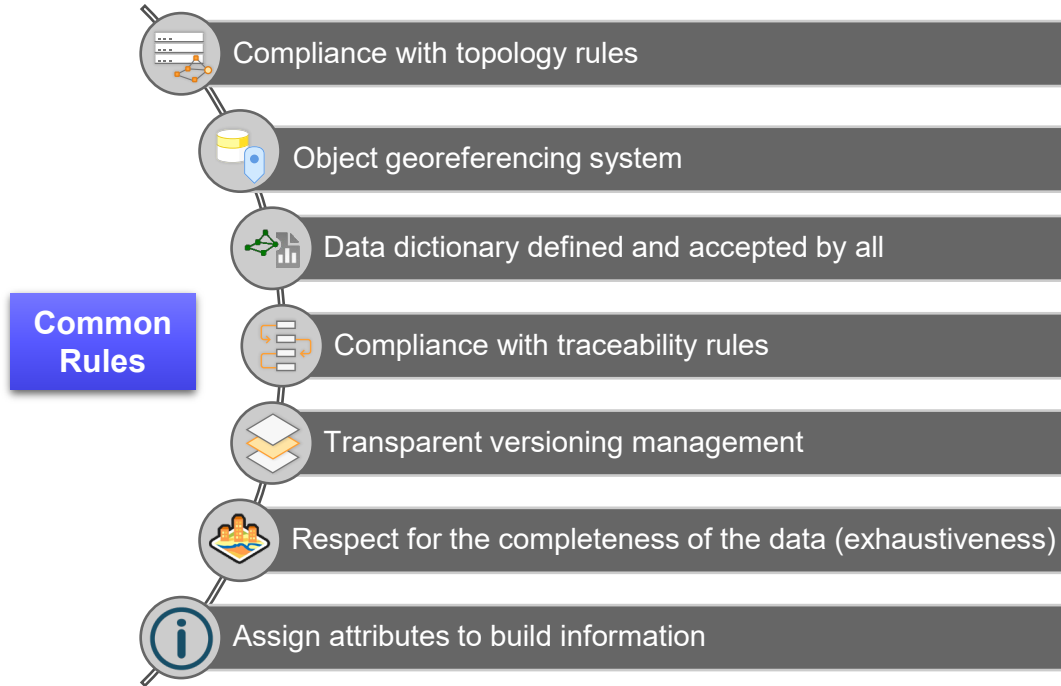 Compliance with topology rules
Object georeferencing system
Data dictionary defined and accepted by all
Common
Rules
Compliance with traceability rules
Transparent versioning management
Respect for the completeness of the data (exhaustiveness)
Assign attributes to build information